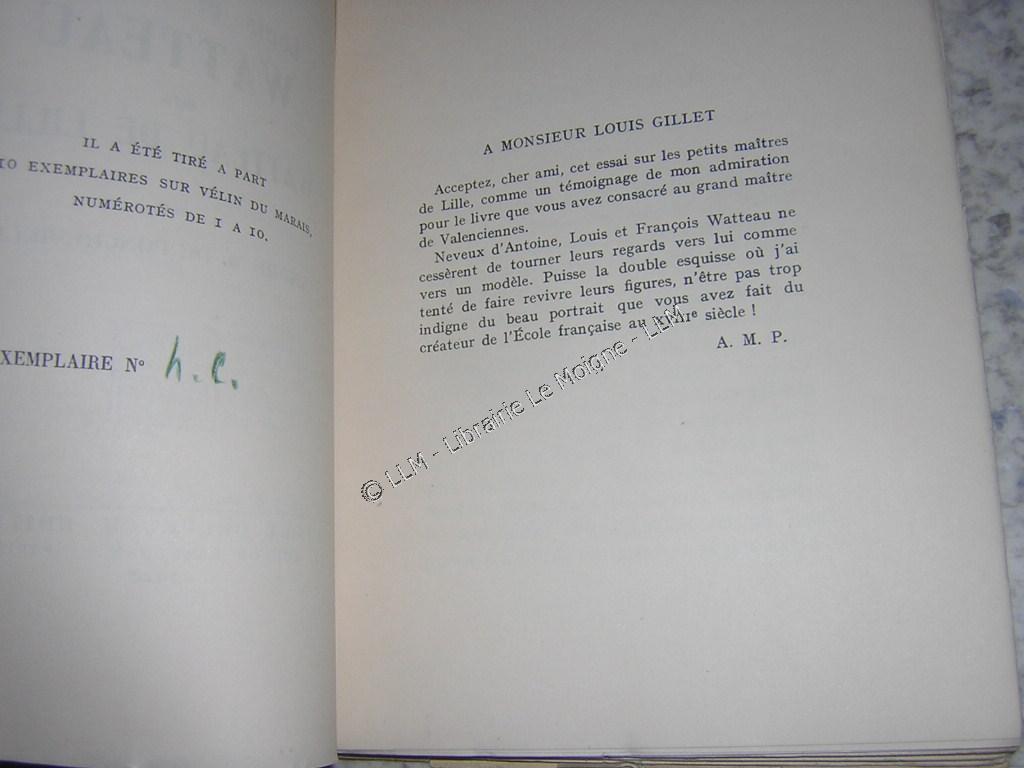 IL A ÉTÉ TIRÉ A PART
10 EXEMPLAIRES SUR VÉLIN DU MARAIS,
NUMÉROTÉS DE I A IO.
XEMPLAIRE Nº h.c.
A MONSIEUR LOUIS GILLET
Acceptez, cher ami, cet essai sur les petits maîtres
de Lille, comme un témoignage de mon admiration
pour le livre que vous avez consacré au grand maître
de Valenciennes.
Neveux d'Antoine, Louis et François Watteau ne
cessèrent de tourner leurs regards vers lui comme
vers un modèle. Puisse la double esquisse où j'ai
tenté de faire revivre leurs figures, n'être pas trop
indigne du beau portrait que vous avez fait du
créateur de l'École française au XVIIIe siècle !
A. M. P.
© LLM - Librairie Le Moigne - LLM